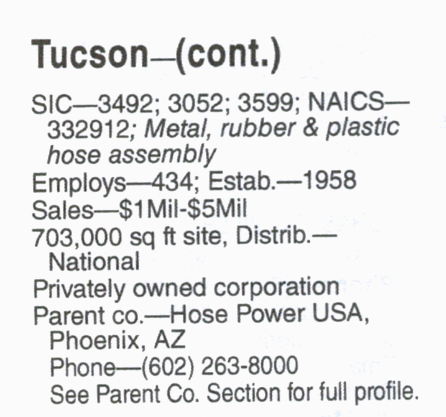 Tucson—(cont.)
SIC—3492; 3052; 3599; NAICS—
332912; Metal, rubber & plastic
hose assembly
Employs—434; Estab.—1958
Sales—$1Mil-$5Mil
703,000 sq ft site, Distrib.—
National
Privately owned corporation
Parent co.—Hose Power USA,
Phoenix, AZ
Phone—(602) 263-8000
See Parent Co. Section for full profile.